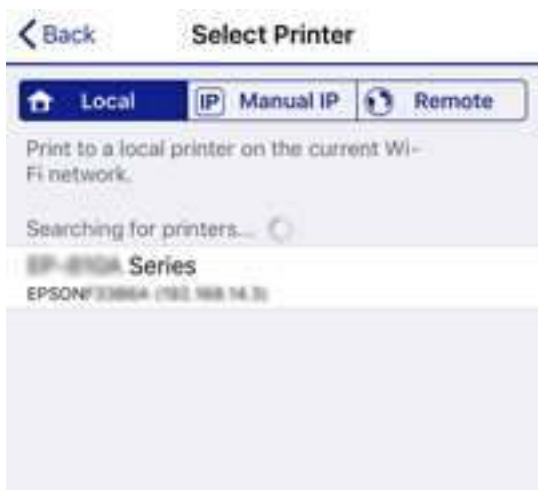 Back
Select Printer
Local
IP Manual IP
Remote
Print to a local printer on the current Wi-
Fi network.
Searching for printers...
Series
EPSON